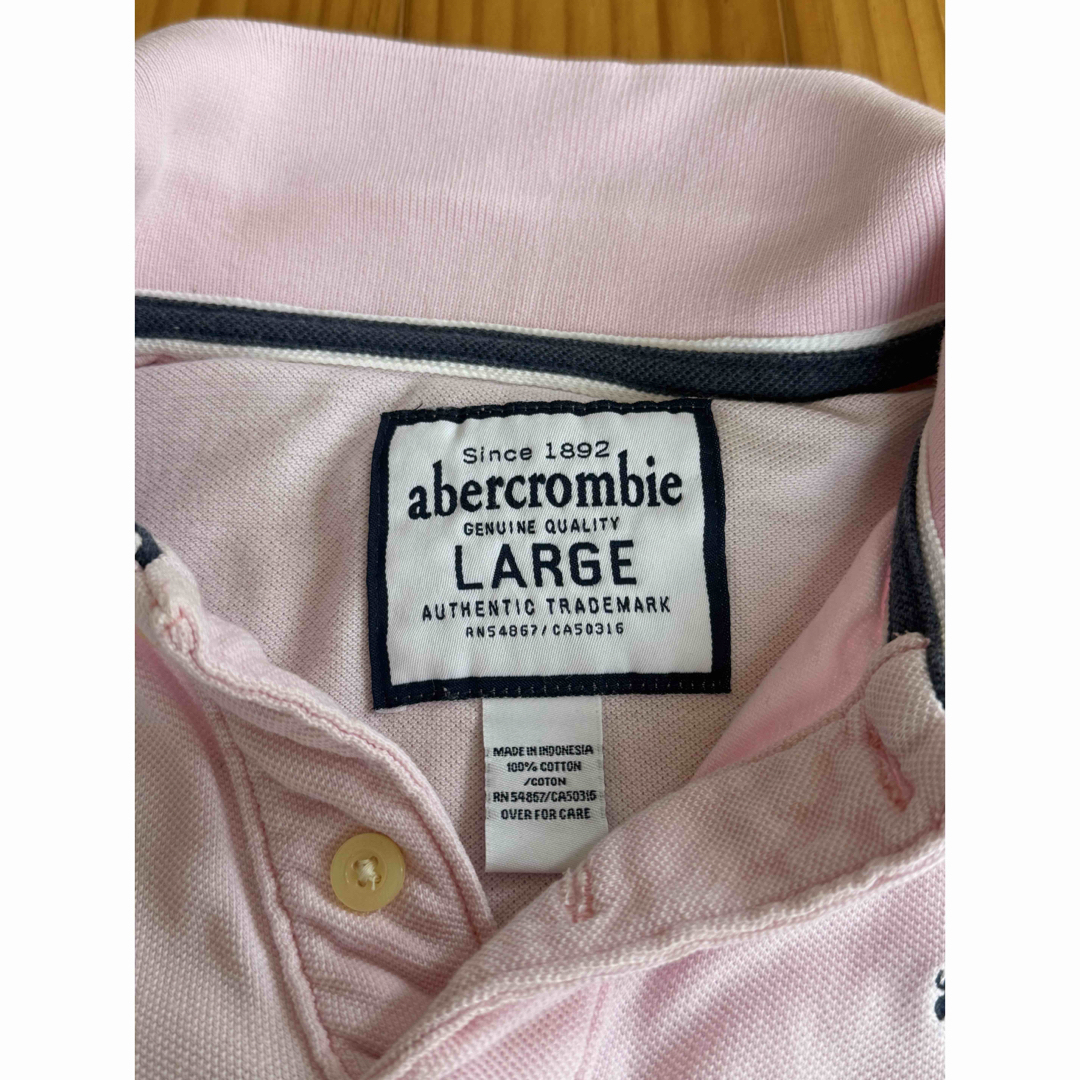 Since 1892
abercrombie
GENUINE QUALITY
LARGE
AUTHENTIC TRADEMARK
RN54867/CA50316
MADE IN INDONESIA
100% COTTON
/COTON
RN 54867/CA50316
OVER FOR CARE